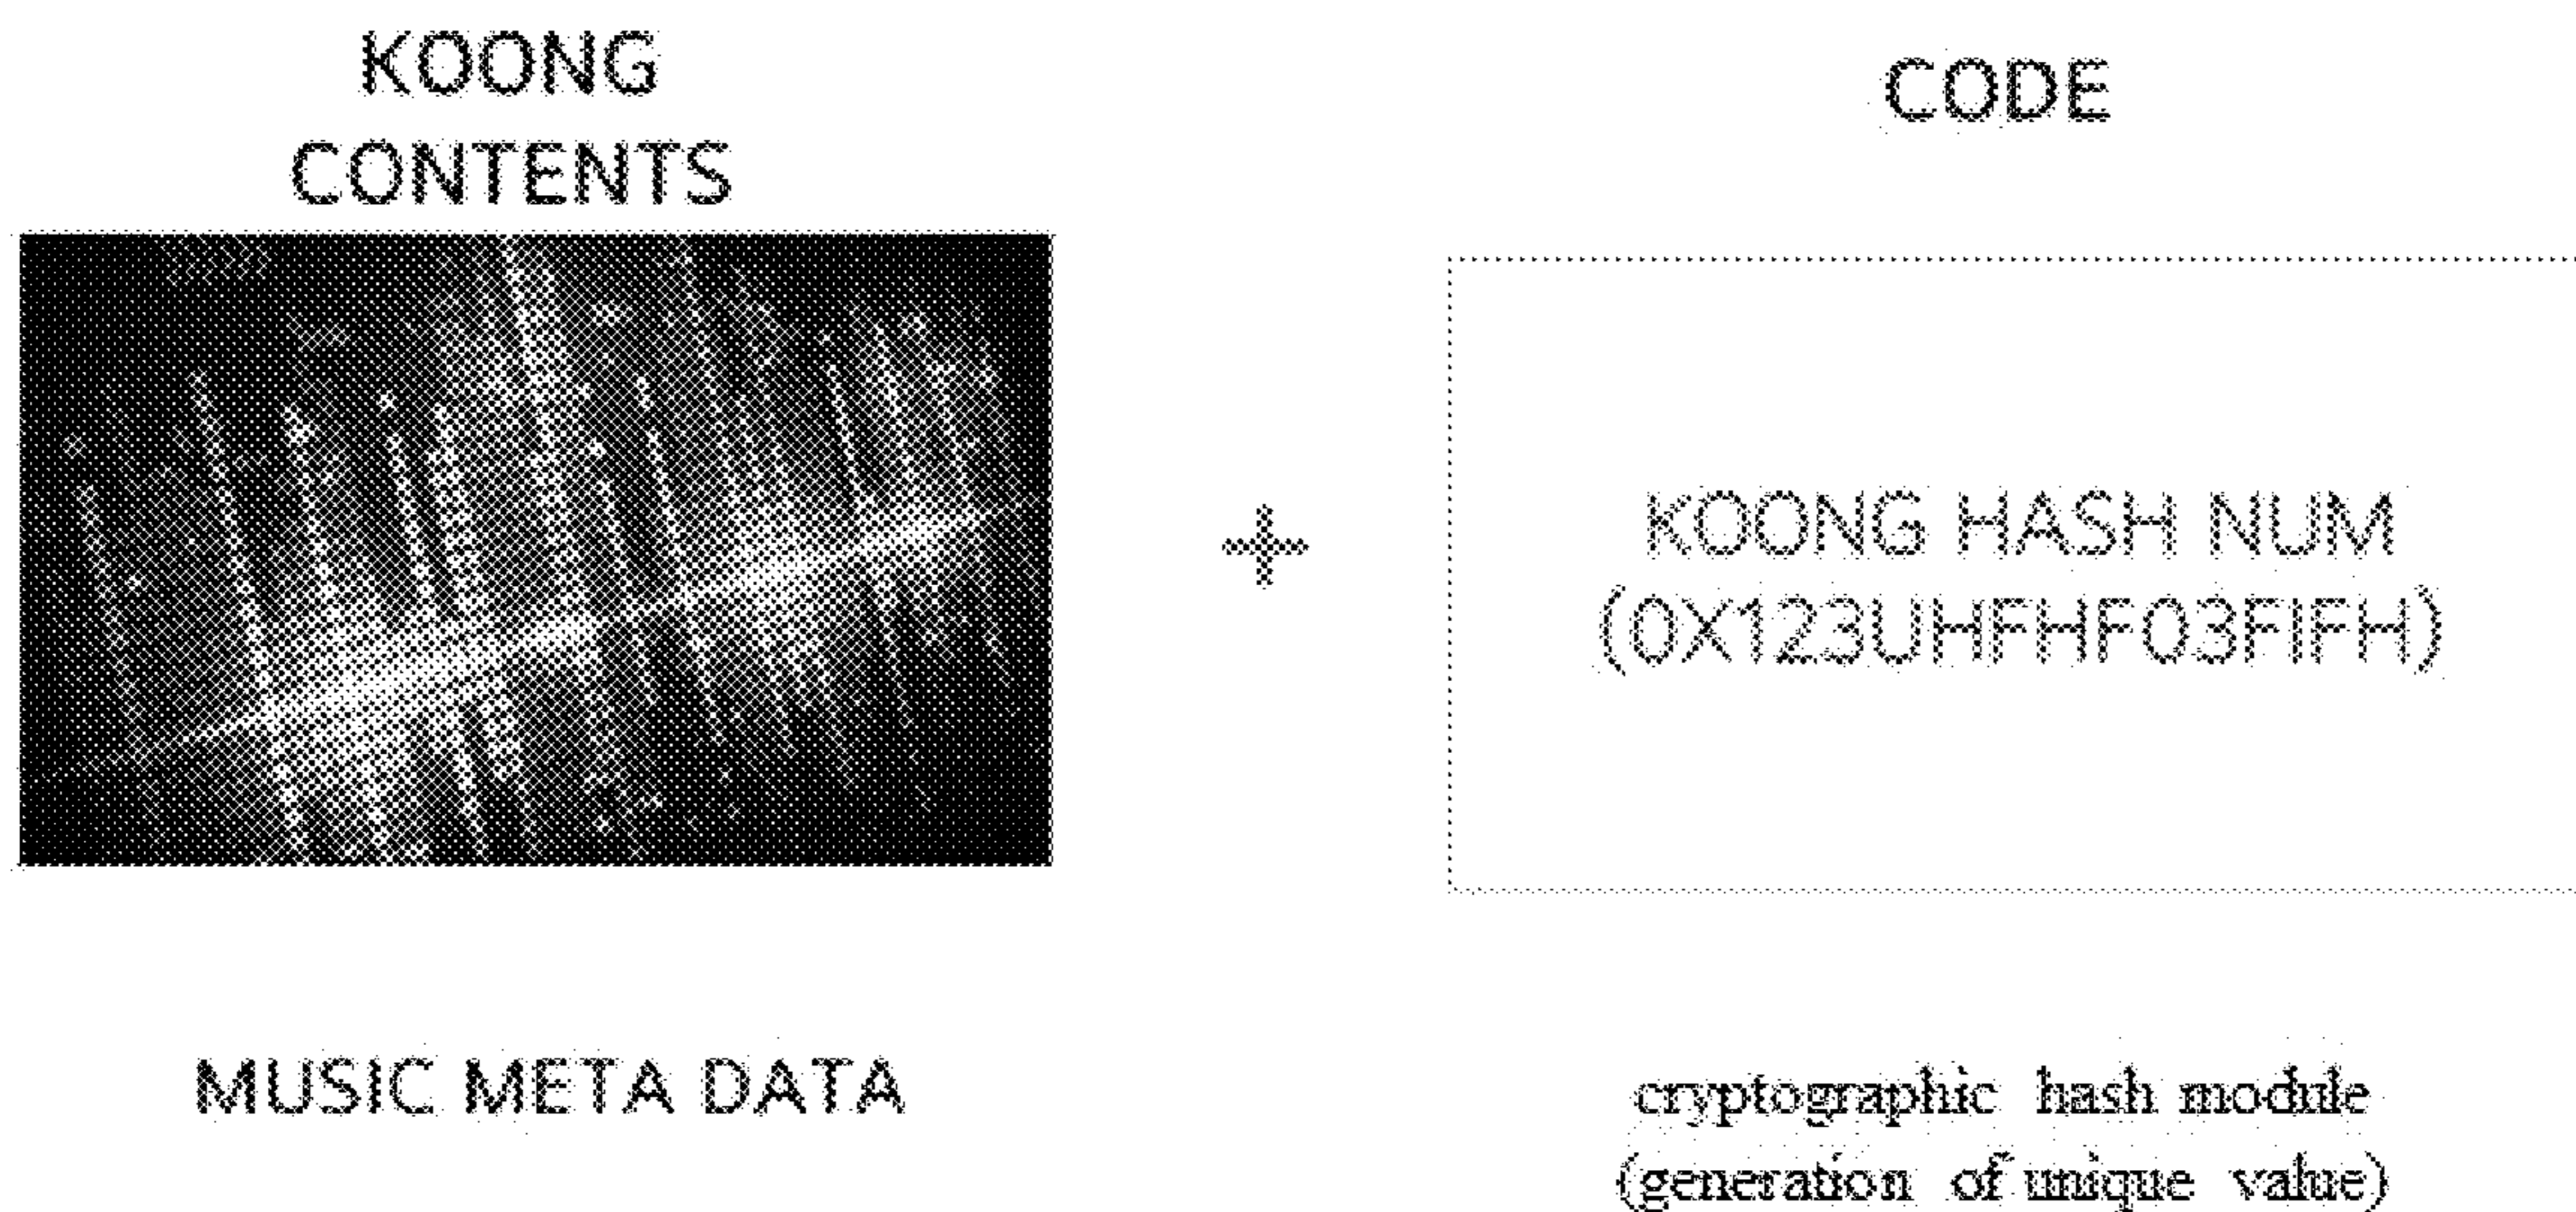 KOONG
CONTENTS
MUSIC META DATA
+
CODE
KOONG HASH NUM
(0X123UHFHF03FIFH)
cryptographic hash module
(generation of unique value)